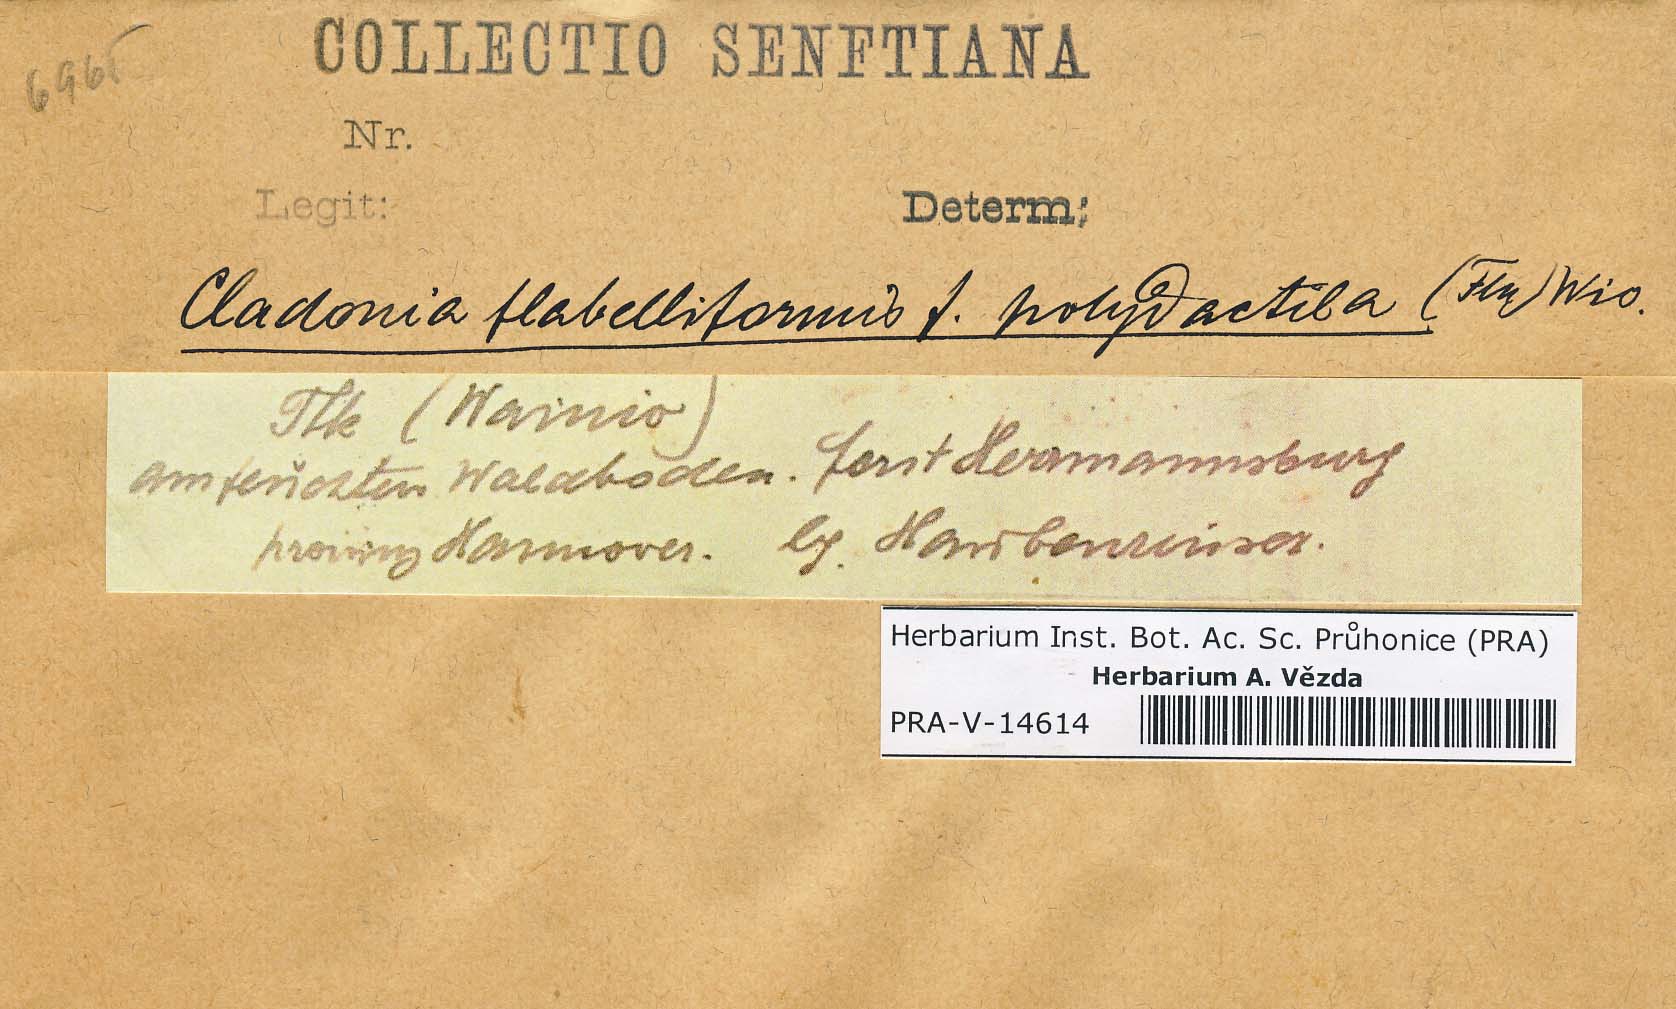 COLLECTIO SENFTIANA
Nr.
Legit:
Determ:
Cladonia flabelliformis f. polydactila (Flk) Wio.
Flk (Wainio)
am feuchten Waldboden. forst Hermannsburg
provinz Hannover. lg.
Herbarium Inst. Bot. Ac. Sc. Průhonice (PRA)
Herbarium A. Vězda
PRA-V-14614